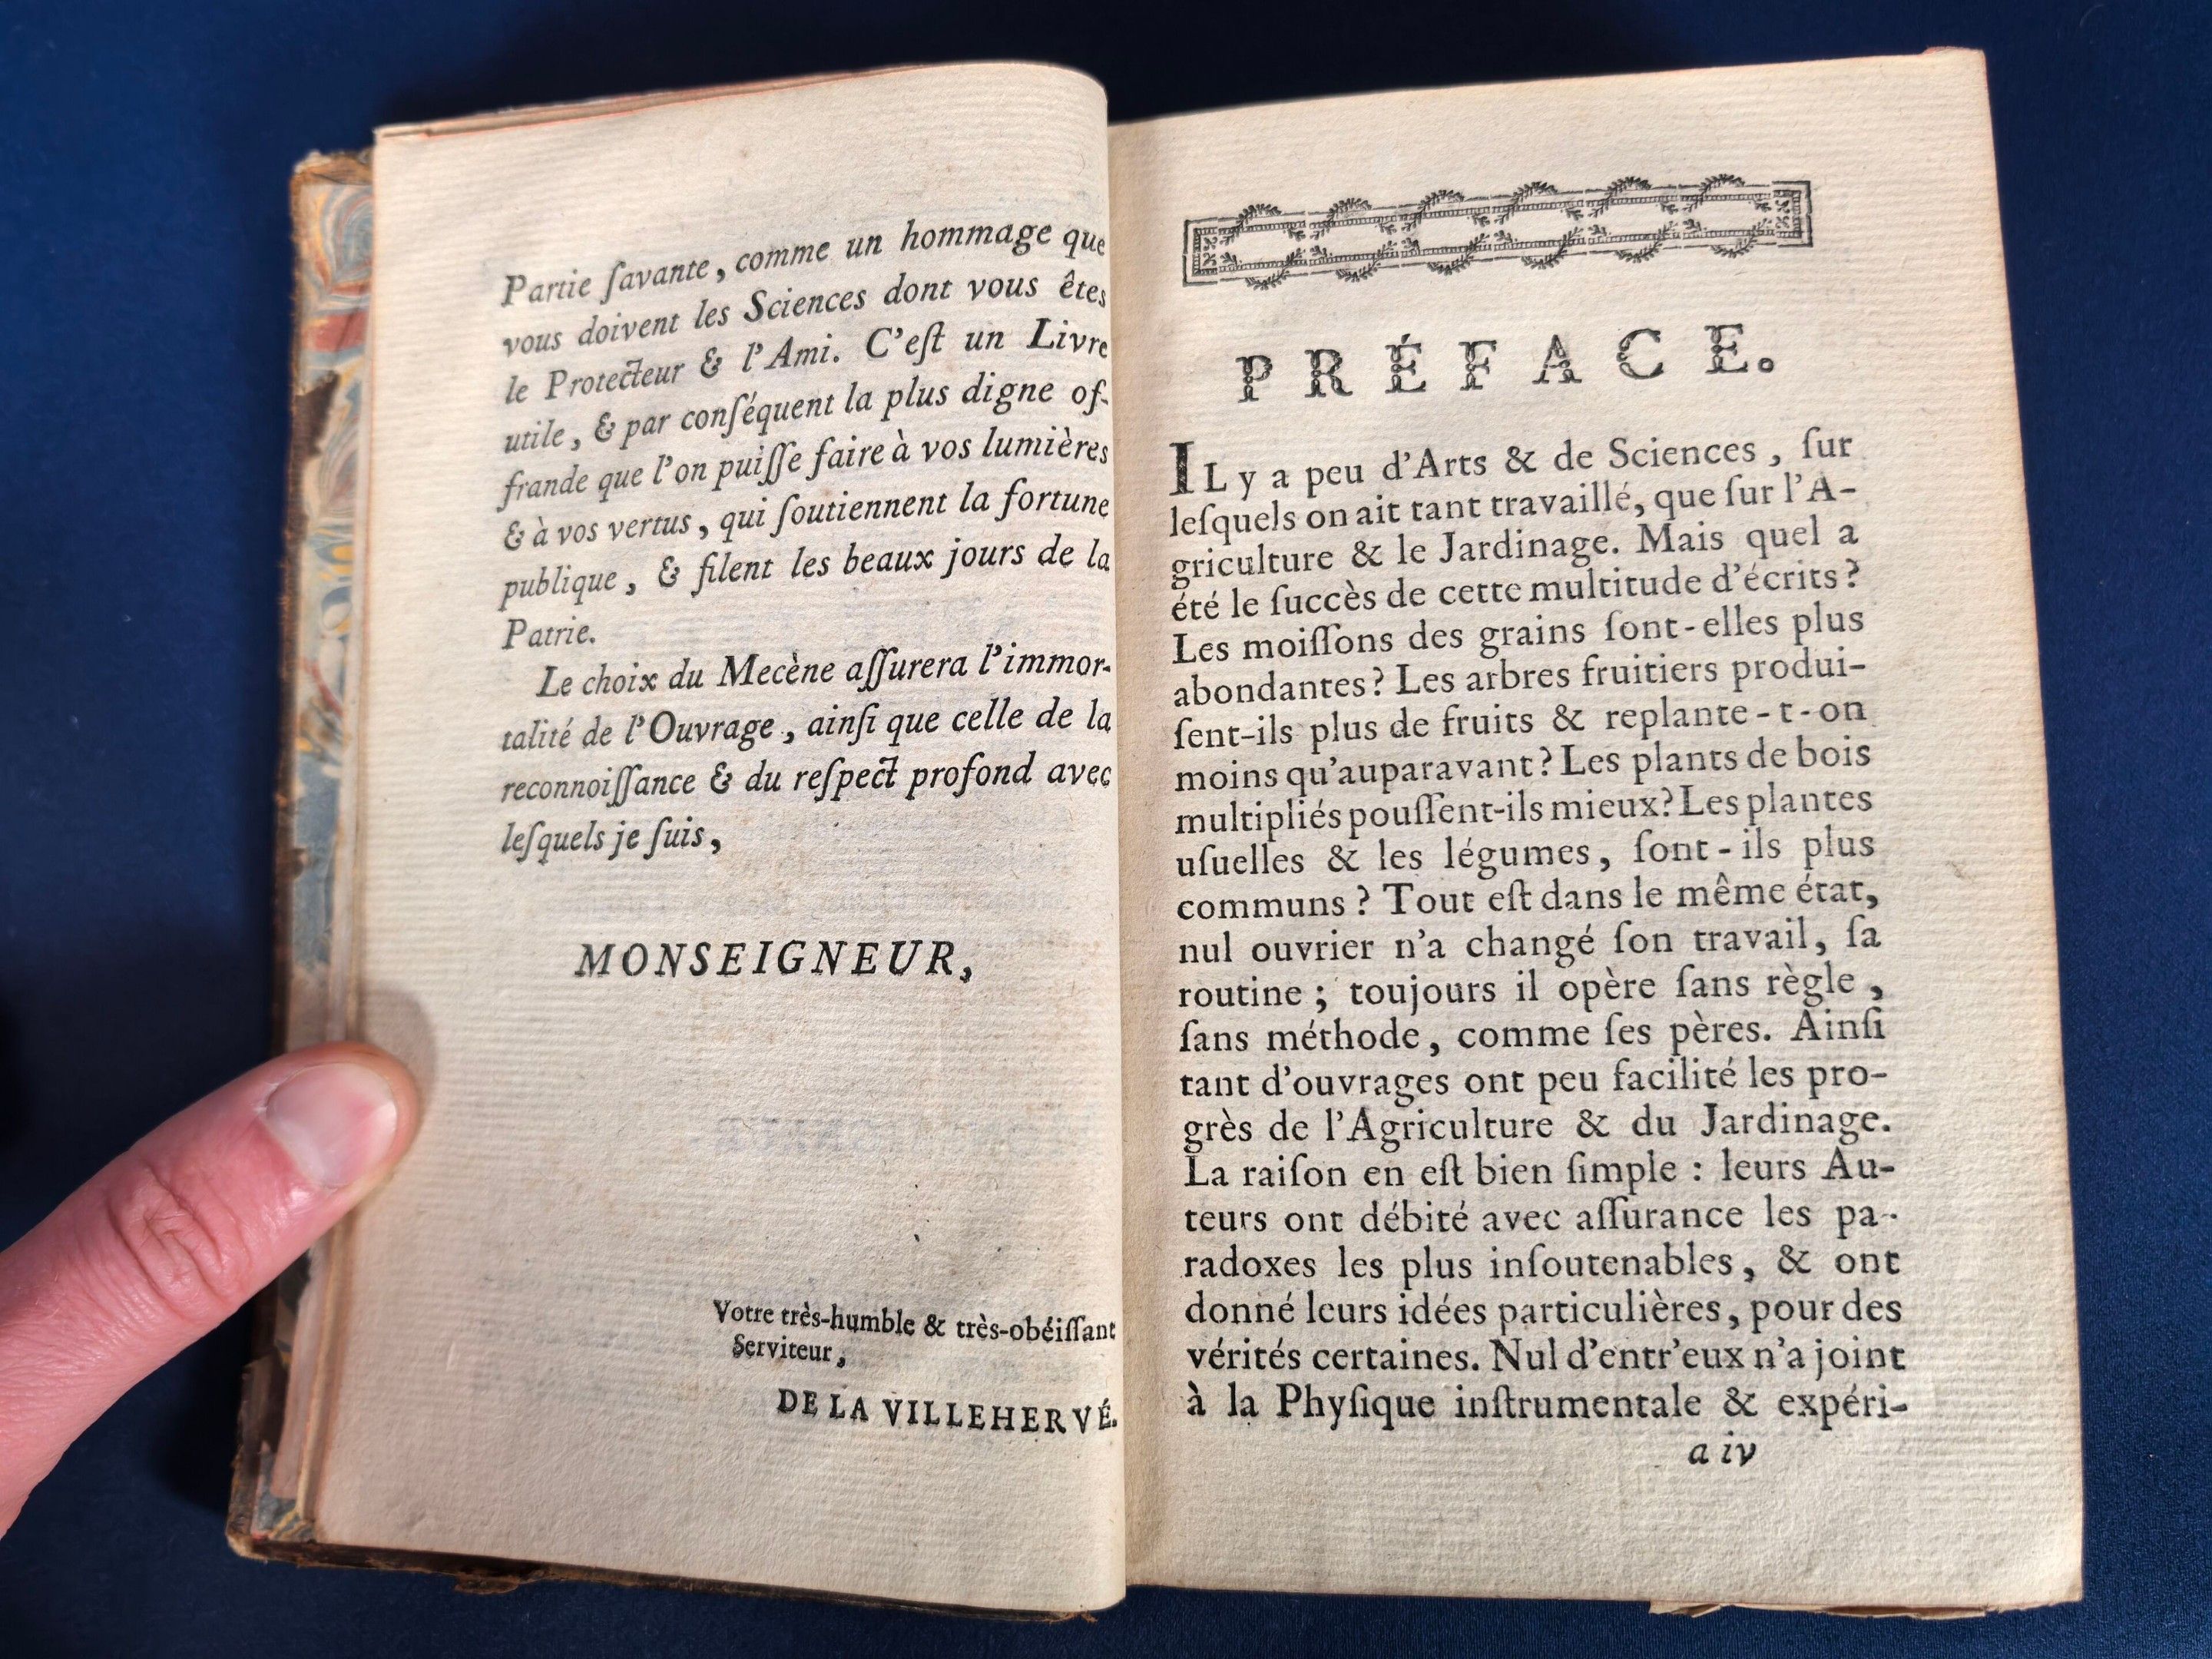 Partie ſavante, comme un hommage que
vous doivent les Sciences dont vous êtes
le Protecteur & l'Ami. C'eſt un Livre
utile, & par conſéquent la plus digne of-
frande que l'on puiſſe faire à vos lumières
& à vos vertus, qui ſoutiennent la fortune
publique, & filent les beaux jours de la
Patrie.
Le choix du Mecène aſſurera l'immor-
talité de l'Ouvrage, ainſi que celle de la
reconnoiſſance & du reſpect profond avec
leſquels je ſuis,
MONSEIGNEUR,
Votre très-humble & très-obéiſſant
Serviteur,
DE LA VILLEHERVÉ.
PRÉFACE.
IL y a peu d'Arts & de Sciences, ſur
leſquels on ait tant travaillé, que ſur l'A-
griculture & le Jardinage. Mais quel a
été le ſuccès de cette multitude d'écrits?
Les moiſſons des grains ſont-elles plus
abondantes? Les arbres fruitiers produi-
ſent-ils plus de fruits & replante-t-on
moins qu'auparavant? Les plants de bois
multipliés pouſſent-ils mieux? Les plantes
uſuelles & les légumes, ſont-ils plus
communs? Tout eſt dans le même état,
nul ouvrier n'a changé ſon travail, ſa
routine; toujours il opère ſans règle,
ſans méthode, comme ſes pères. Ainſi
tant d'ouvrages ont peu facilité les pro-
grès de l'Agriculture & du Jardinage.
La raiſon en eſt bien ſimple : leurs Au-
teurs ont débité avec aſſurance les pa-
radoxes les plus inſoutenables, & ont
donné leurs idées particulières, pour des
vérités certaines. Nul d'entr'eux n'a joint
à la Phyſique inſtrumentale & expéri-
a iv